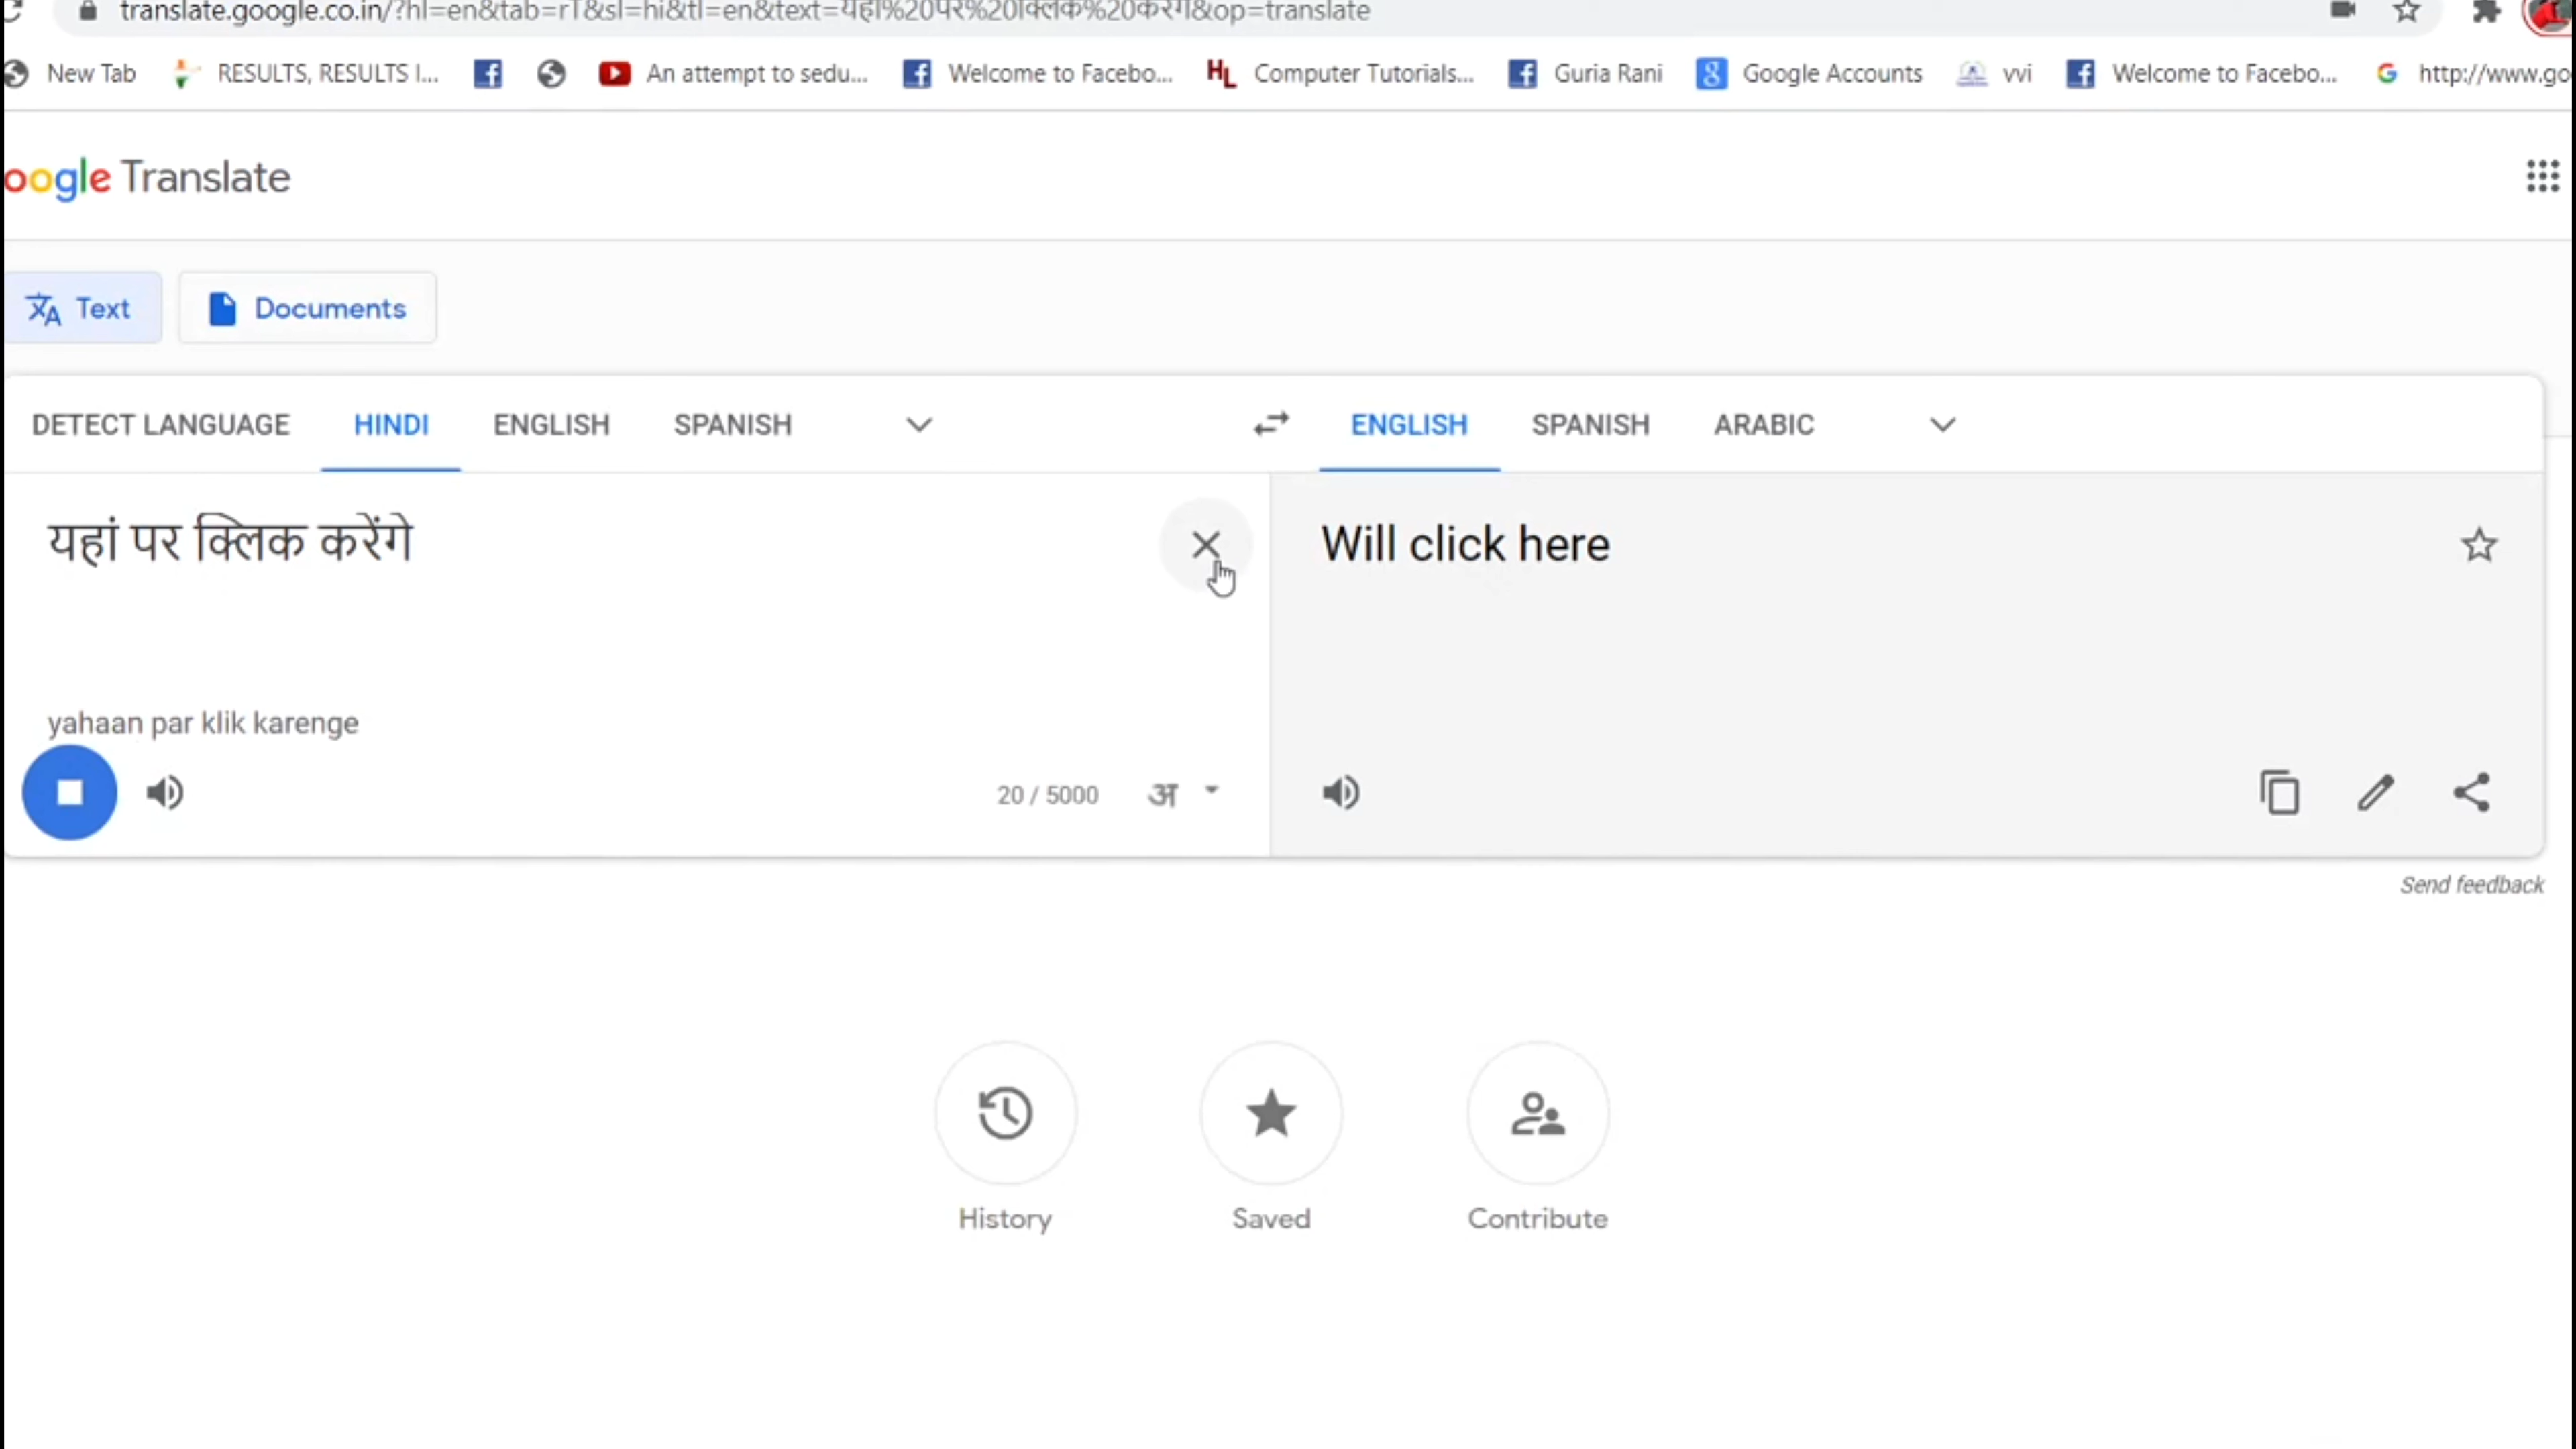 translate.google.co.in/?hl=en&tab=rT&sl=hi&tl=en&text=यहां%20पर%20क्लिक%20करेंगे&op=translate
New Tab RESULTS, RESULTS I... An attempt to sedu... Welcome to Facebo... HL Computer Tutorials... Guria Rani Google Accounts vvi Welcome to Facebo... http://www.go
oogle Translate
Text Documents
DETECT LANGUAGE HINDI ENGLISH SPANISH ENGLISH SPANISH ARABIC
यहां पर क्लिक करेंगे Will click here
yahaan par klik karenge
20 / 5000 अ
Send feedback
History Saved Contribute